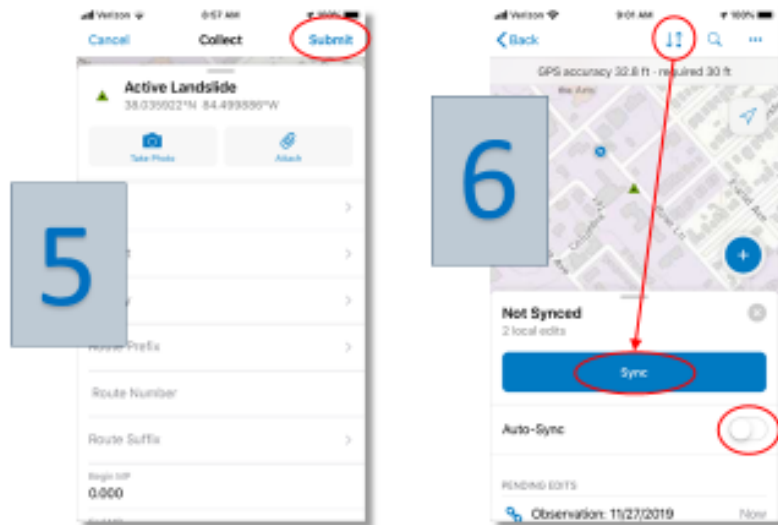 Verizon 8:57 AM 100%
Cancel Collect Submit
Active Landslide
38.035922°N 84.499886°W
Take Photo Attach
5
Route Prefix
Route Number
Route Suffix
Begin MP
0.000
Verizon 9:01 AM 100%
Back
GPS accuracy 32.8 ft - required 30 ft
6
Not Synced
2 local edits
Sync
Auto-Sync
PENDING EDITS
Observation: 11/27/2019 Now